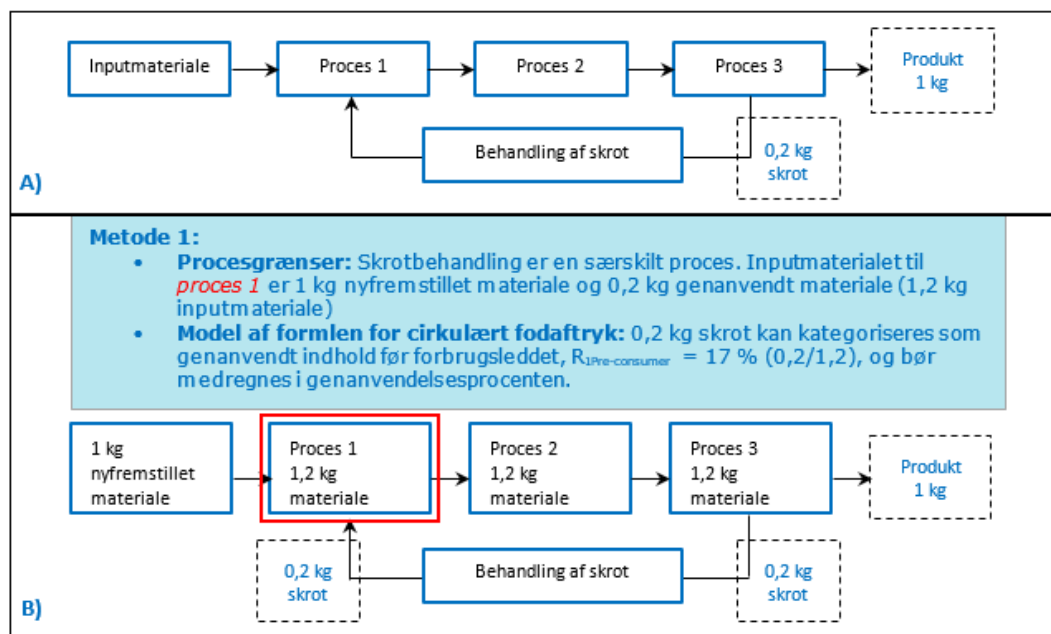 Inputmateriale
Proces 1
Proces 2
Proces 3
Produkt
1 kg
Behandling af skrot
0,2 kg
skrot
A)
Metode 1:
• Procesgrænser: Skrotbehandling er en særskilt proces. Inputmaterialet til
proces 1 er 1 kg nyfremstillet materiale og 0,2 kg genanvendt materiale (1,2 kg
inputmateriale)
• Model af formlen for cirkulært fodaftryk: 0,2 kg skrot kan kategoriseres som
genanvendt indhold før forbrugsleddet, R1Pre-consumer = 17 % (0,2/1,2), og bør
medregnes i genanvendelsesprocenten.
1 kg
nyfremstillet
materiale
Proces 1
1,2 kg
materiale
Proces 2
1,2 kg
materiale
Proces 3
1,2 kg
materiale
Produkt
1 kg
0,2 kg
skrot
Behandling af skrot
0,2 kg
skrot
B)